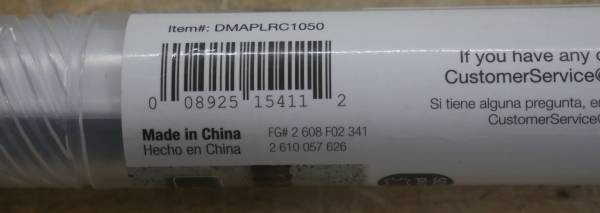 Item#: DMAPLRC1050
0 08925 15411 2
Made in China
Hecho en China
FG# 2 608 F02 341
2 610 057 626
If you have any
CustomerService@
Si tiene alguna pregunta, en
CustomerService@